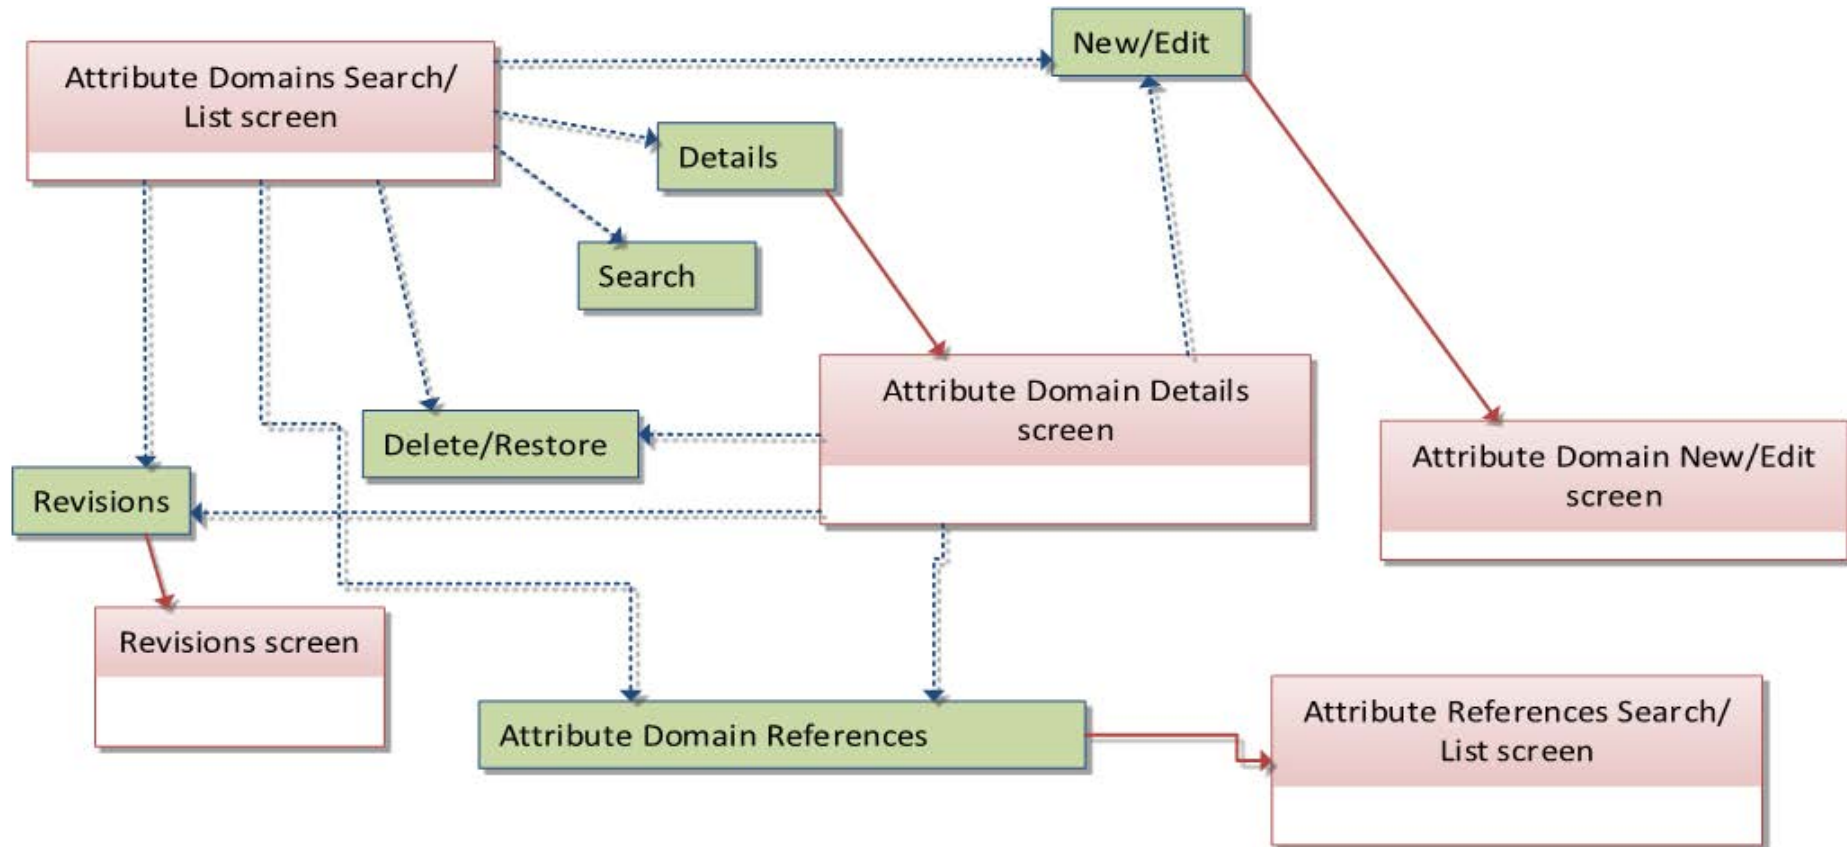 New/Edit
Attribute Domains Search/
List screen
Details
Search
Attribute Domain Details
screen
Delete/Restore
Attribute Domain New/Edit
screen
Revisions
Revisions screen
Attribute Domain References
Attribute References Search/
List screen